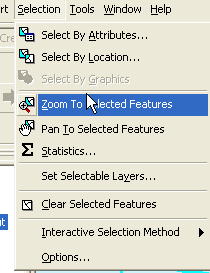 Selection Tools Window Help
Select By Attributes...
Select By Location...
Select By Graphics
Zoom To Selected Features
Pan To Selected Features
Statistics...
Set Selectable Layers...
Clear Selected Features
Interactive Selection Method
Options...